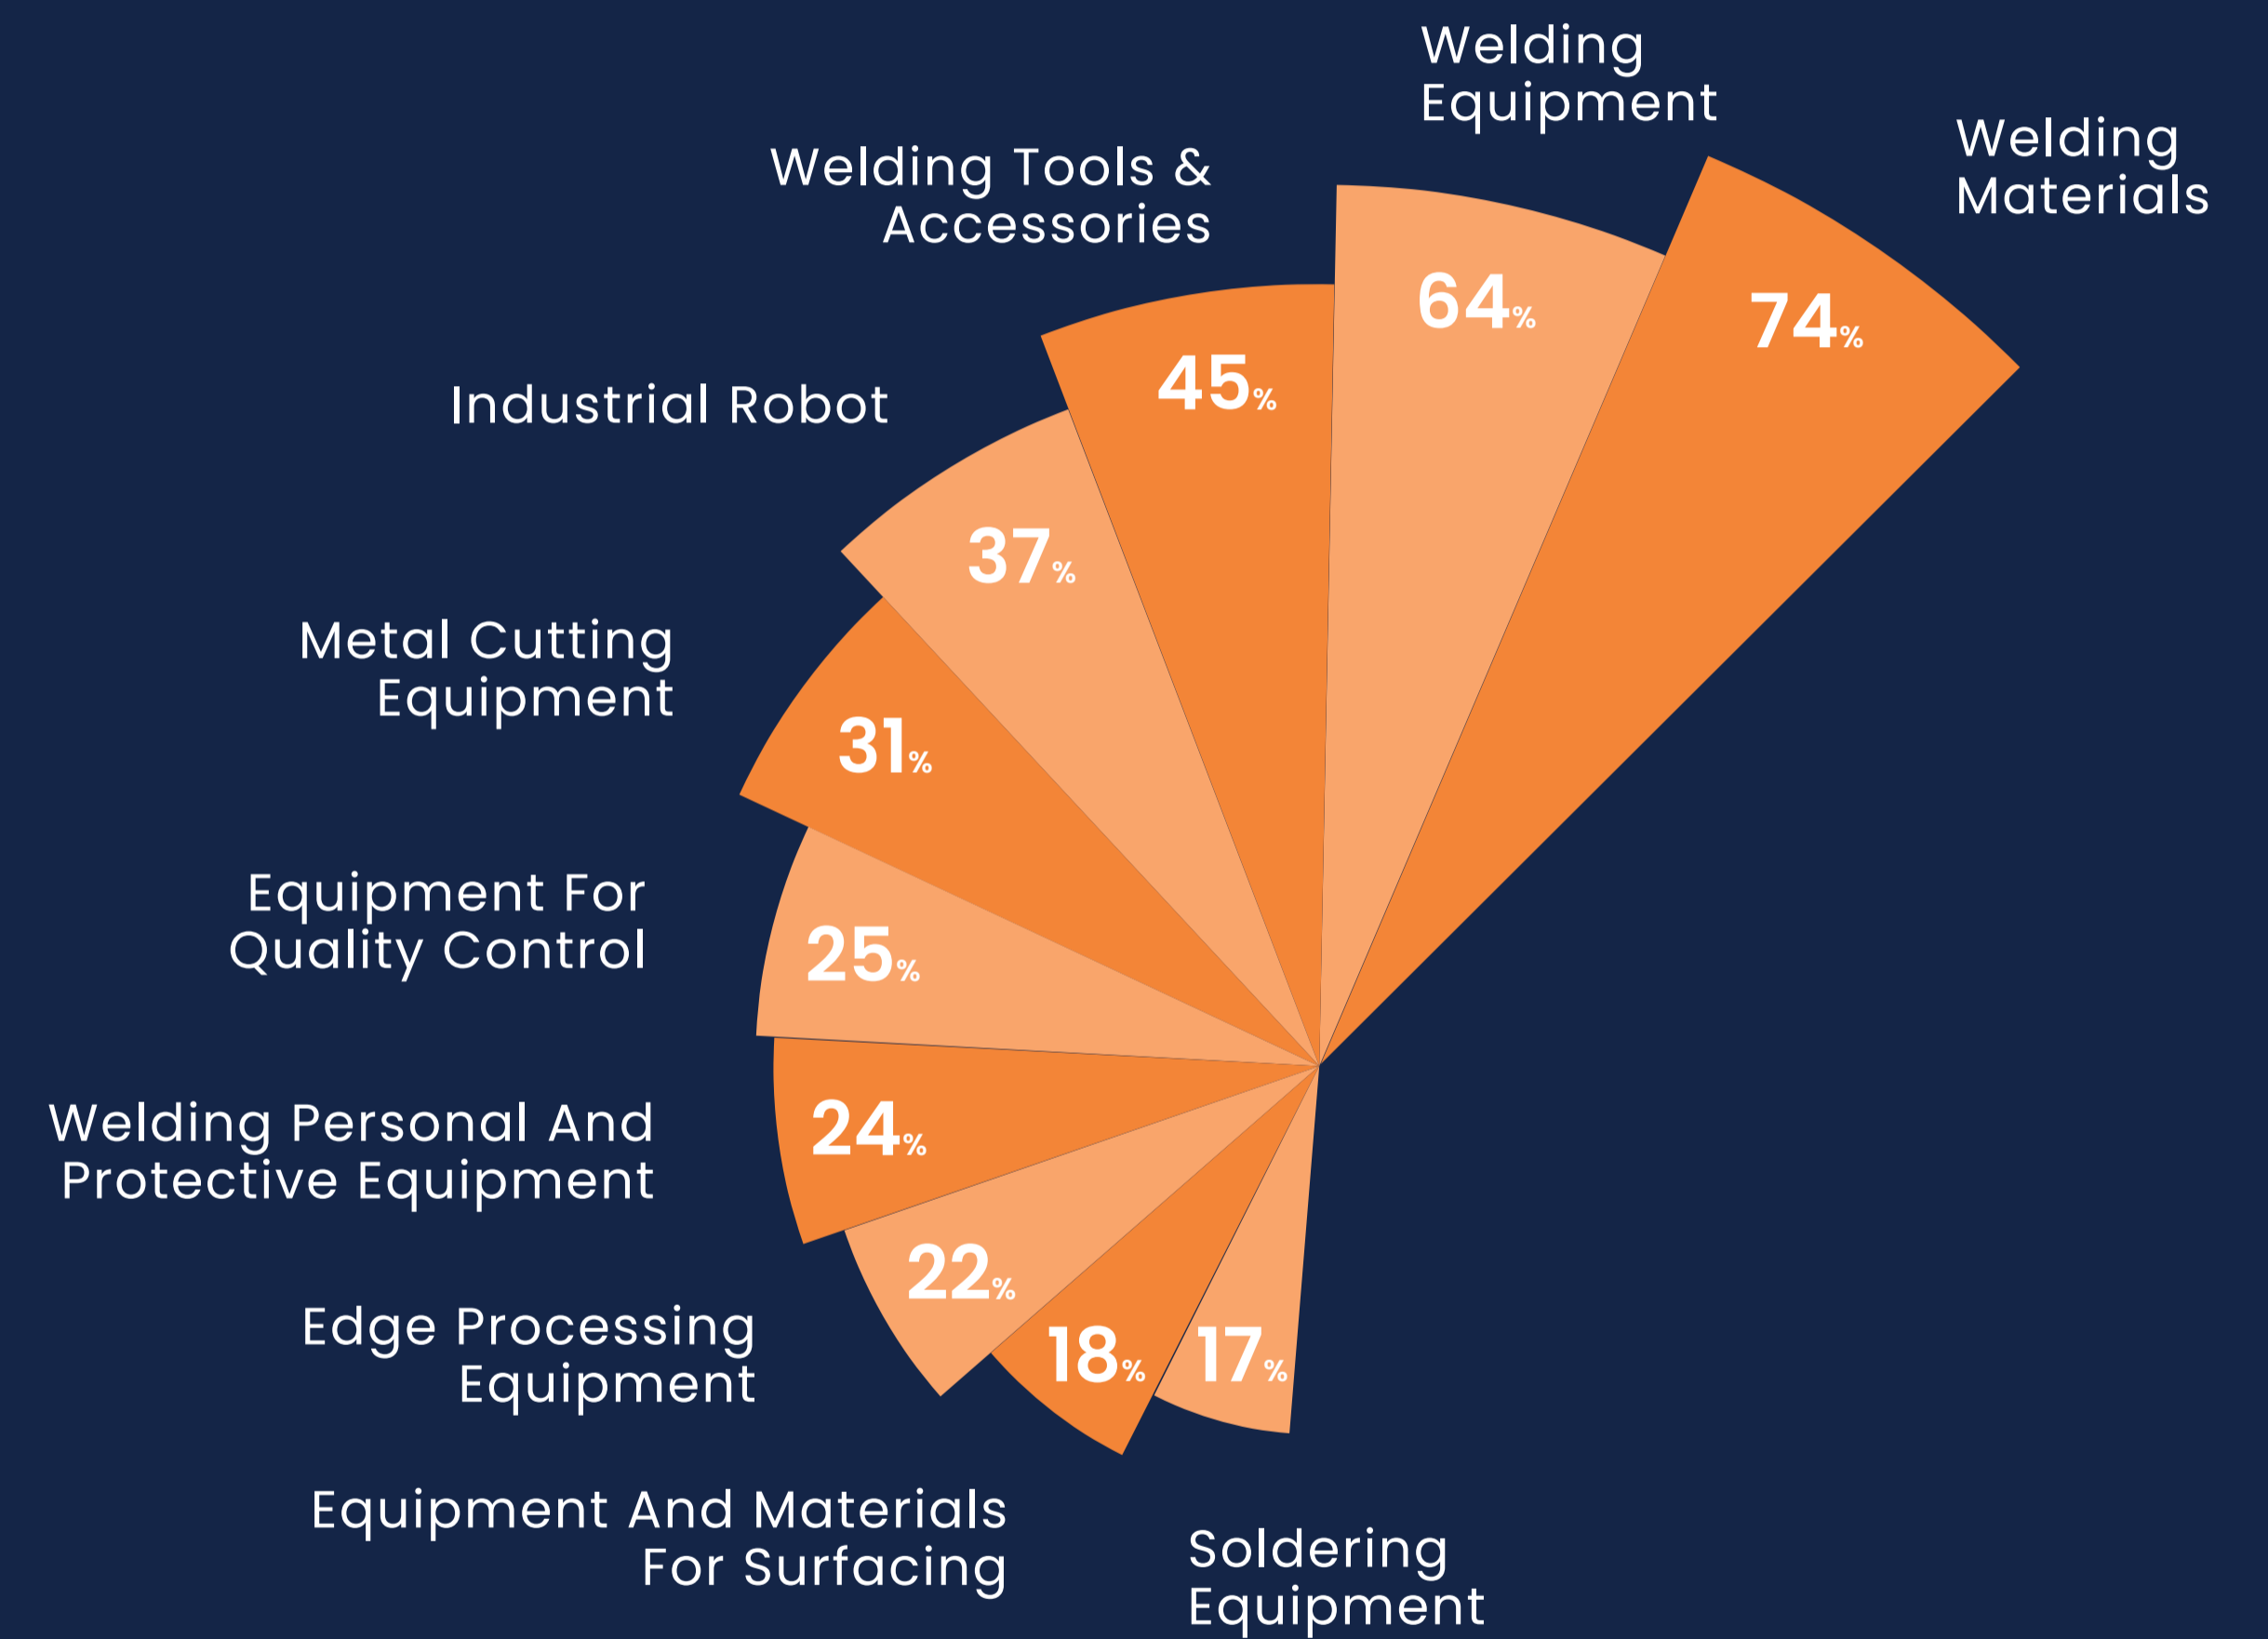 Welding
Equipment
Welding
Materials
Welding Tools &
Accessories
64%
74%
45%
Industrial Robot
37%
Metal Cutting
Equipment
31%
Equipment For
Quality Control
25%
Welding Personal And
Protective Equipment
24%
Edge Processing
Equipment
22%
18%
17%
Equipment And Materials
For Surfacing
Soldering
Equipment